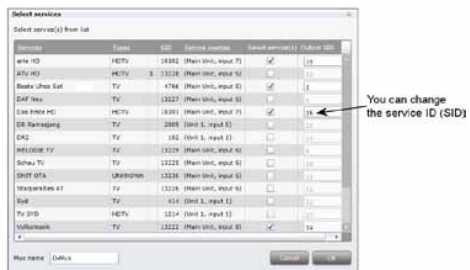 Select services
Select service(s) from list
Services Types SID Service source Select service(s) Output SID
arte HD HDTV 10302 (Main Unit, input 7) 15
ATV HD HDTV $ 13228 (Main Unit, input 6)
Beate Uhse Sat TV 4766 (Main Unit, input 5)
DAF Neu TV 13227 (Main Unit, input 6)
Das Erste HD HDTV 10301 (Main Unit, input 7) 16
DR Ramasjang TV (Unit 1, input 5)
DR2 TV 102 (Unit 1, input 5)
MELODIE TV TV 13229 (Main Unit, input 6)
Schau TV TV 13225 (Main Unit, input 6)
UNKNOWN 13236 (Main Unit, input 6)
Starparadies AT TV 13226 (Main Unit, input 6)
Syd TV 414 (Unit 1, input 5)
TV SYD HDTV (Unit 1, input 5)
Volksmusik TV 13222 (Main Unit, input 6) 14
Mux name
Cancel Ok
You can change
the service ID (SID)